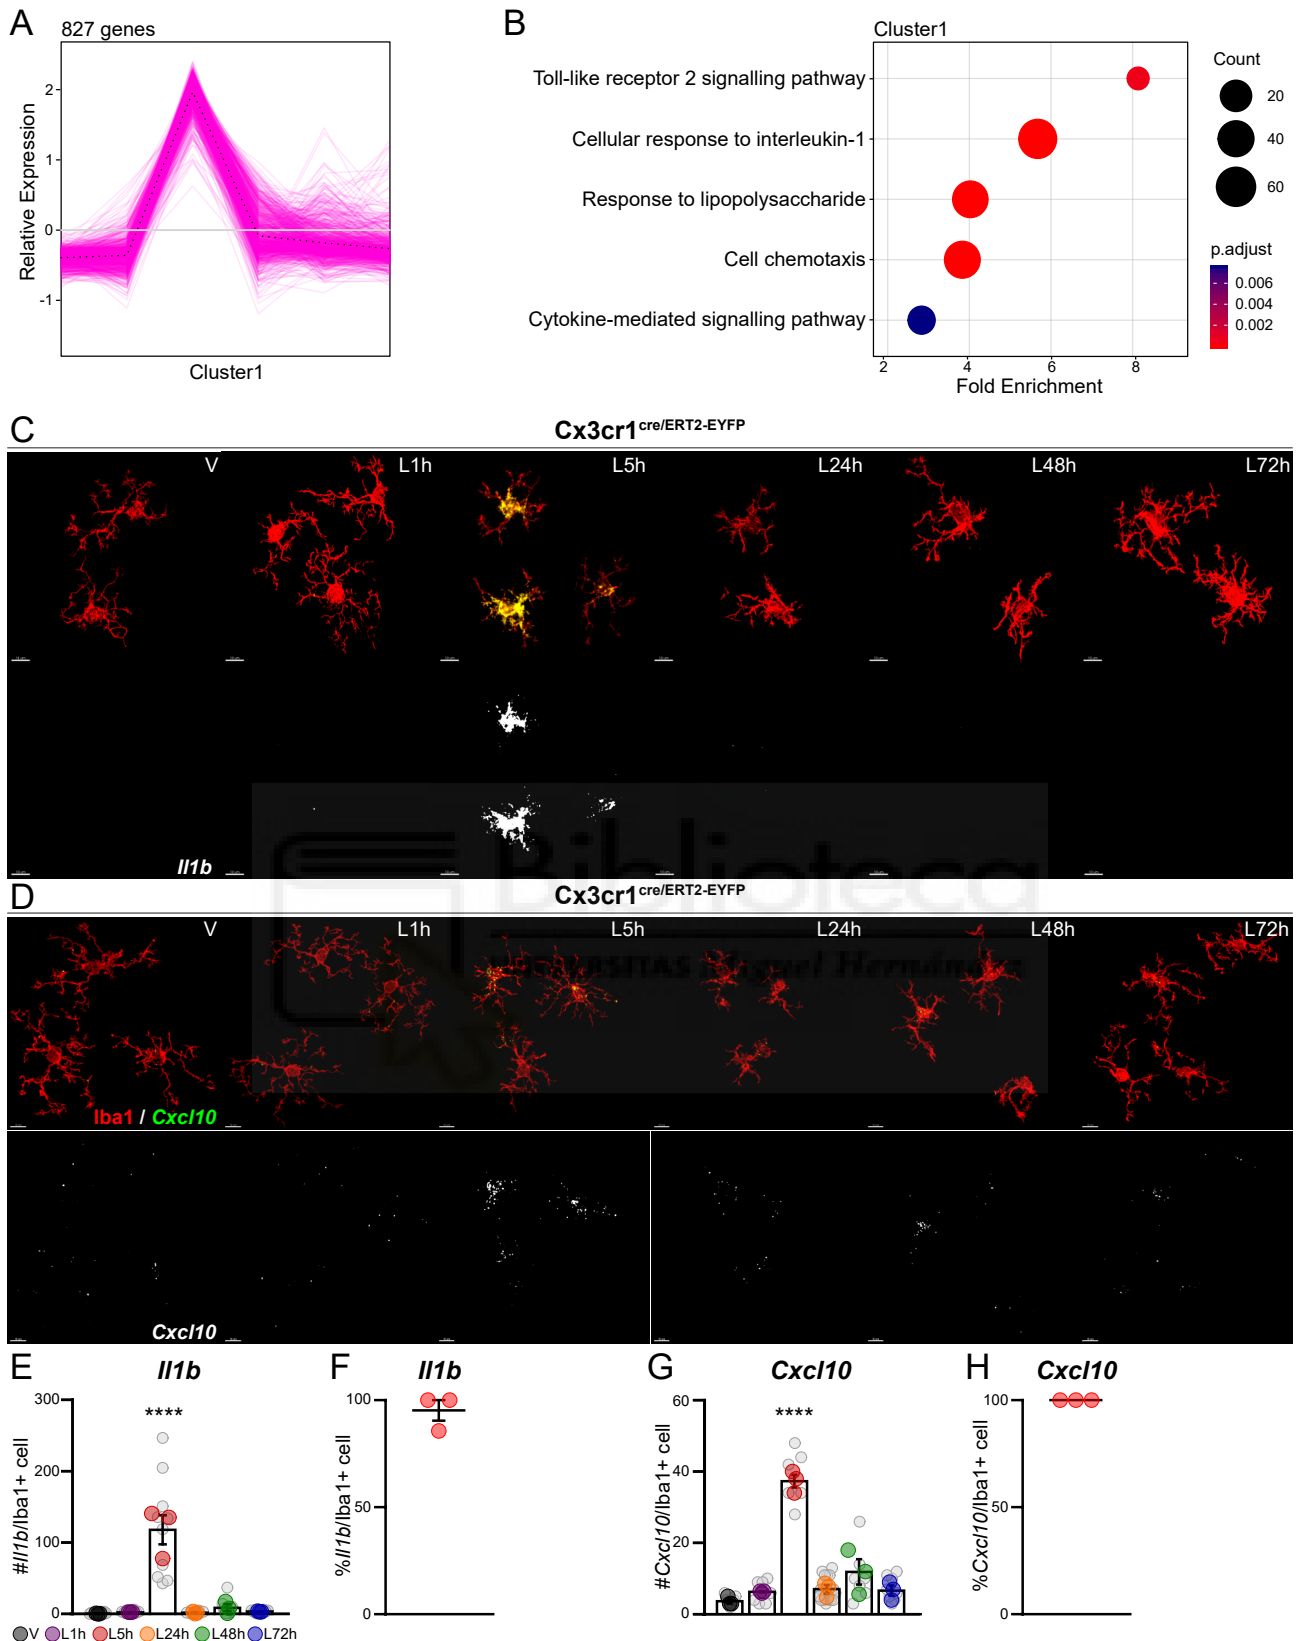 A
827 genes
Relative Expression
2
1
0
-1
Cluster1
B
Cluster1
Toll-like receptor 2 signalling pathway
Cellular response to interleukin-1
Response to lipopolysaccharide
Cell chemotaxis
Cytokine-mediated signalling pathway
2 4 6 8
Fold Enrichment
Count
20
40
60
p.adjust
0.006
0.004
0.002
C
Cx3cr1cre/ERT2-EYFP
V L1h L5h L24h L48h L72h
Il1b
D
Cx3cr1cre/ERT2-EYFP
V L1h L5h L24h L48h L72h
Iba1 / Cxcl10
Cxcl10
Biblioteca
UNIVERSITAS Miguel Hernández
E
Il1b
#Il1b/Iba1+ cell
300
200
100
0
****
V L1h L5h L24h L48h L72h
F
%Il1b/Iba1+ cell
100
50
0
G
Cxcl10
#Cxcl10/Iba1+ cell
60
40
20
0
****
H
Cxcl10
%Cxcl10/Iba1+ cell
100
50
0